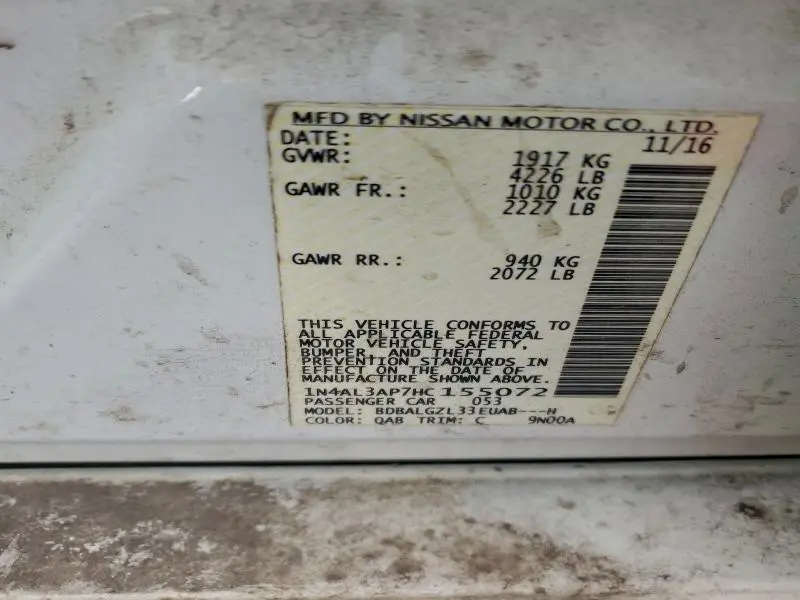 MFD BY NISSAN MOTOR CO., LTD.
DATE: 11/16
GVWR: 1917 KG
4226 LB
GAWR FR.: 1010 KG
2227 LB
GAWR RR.: 940 KG
2072 LB
THIS VEHICLE CONFORMS TO
ALL APPLICABLE FEDERAL
MOTOR VEHICLE SAFETY,
BUMPER, AND THEFT
PREVENTION STANDARDS IN
EFFECT ON THE DATE OF
MANUFACTURE SHOWN ABOVE.
1N4AL3AP7HC155072
PASSENGER CAR 053
MODEL: BDBALGZL33EUAB---H
COLOR: QAB TRIM: C 9N00A